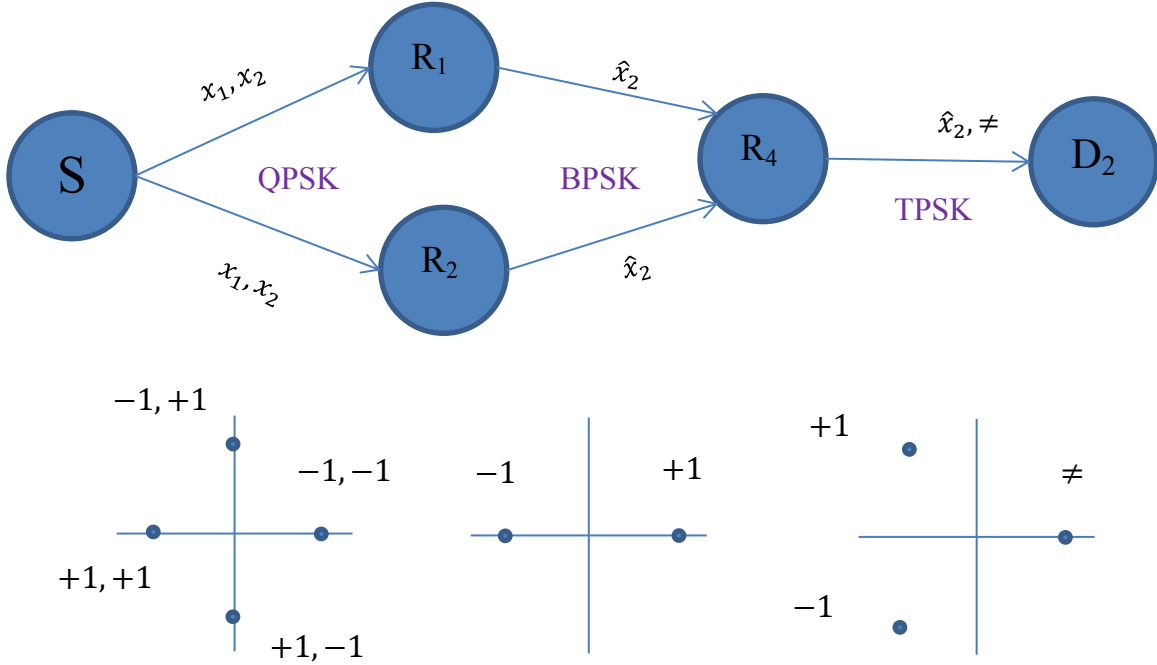 R₁
x̂₂
x₁, x₂
S
QPSK
BPSK
R₄
x̂₂, ≠
D₂
TPSK
R₂
x₁, x₂
x̂₂
−1, +1
−1, −1
+1, +1
+1, −1
−1
+1
+1
≠
−1